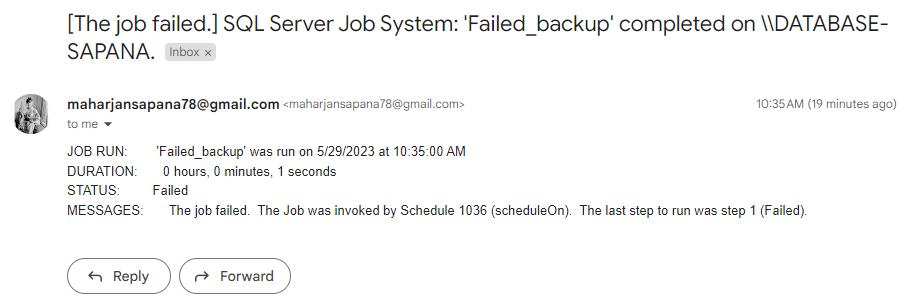 [The job failed.] SQL Server Job System: 'Failed_backup' completed on \\DATABASE-
SAPANA. Inbox ×
maharjansapana78@gmail.com <maharjansapana78@gmail.com> 10:35 AM (19 minutes ago)
to me
JOB RUN: 'Failed_backup' was run on 5/29/2023 at 10:35:00 AM
DURATION: 0 hours, 0 minutes, 1 seconds
STATUS: Failed
MESSAGES: The job failed. The Job was invoked by Schedule 1036 (scheduleOn). The last step to run was step 1 (Failed).
Reply Forward